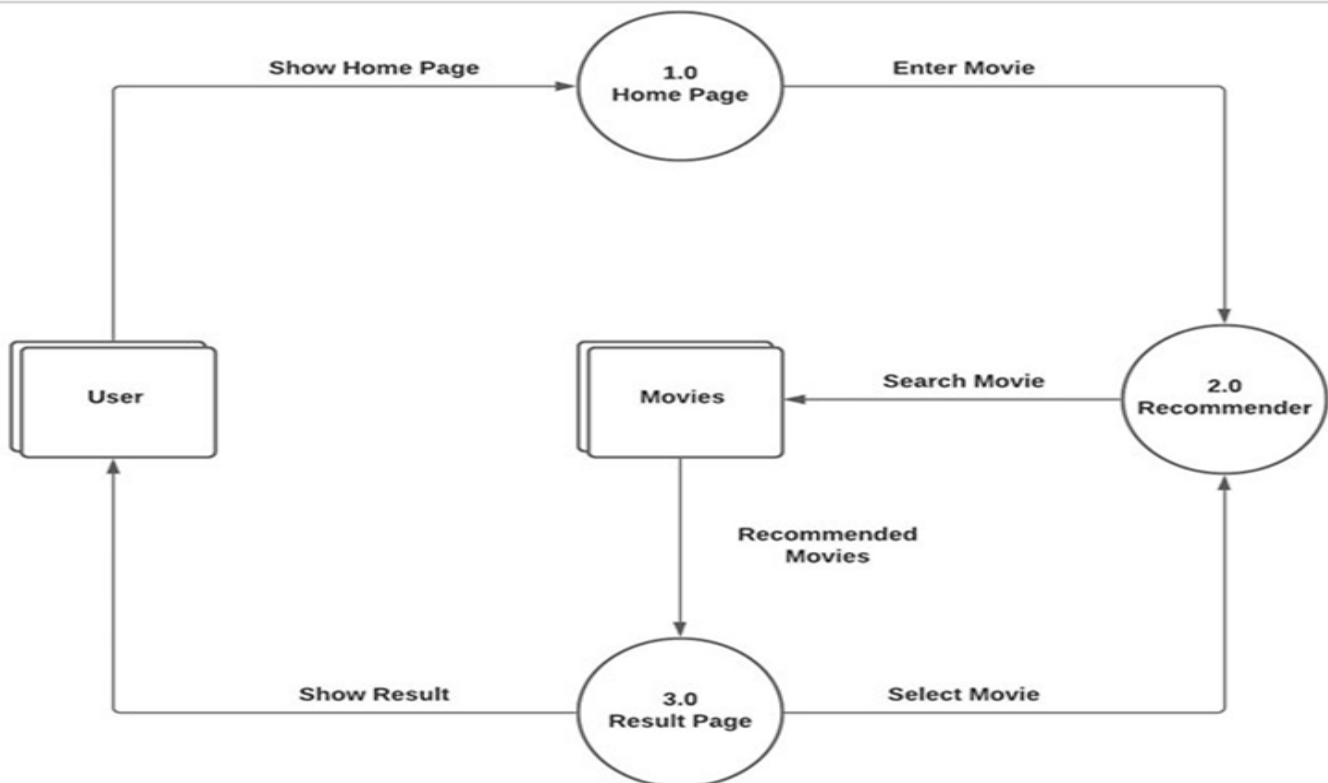 Show Home Page
1.0
Home Page
Enter Movie
User
Movies
Search Movie
2.0
Recommender
Recommended
Movies
Show Result
3.0
Result Page
Select Movie